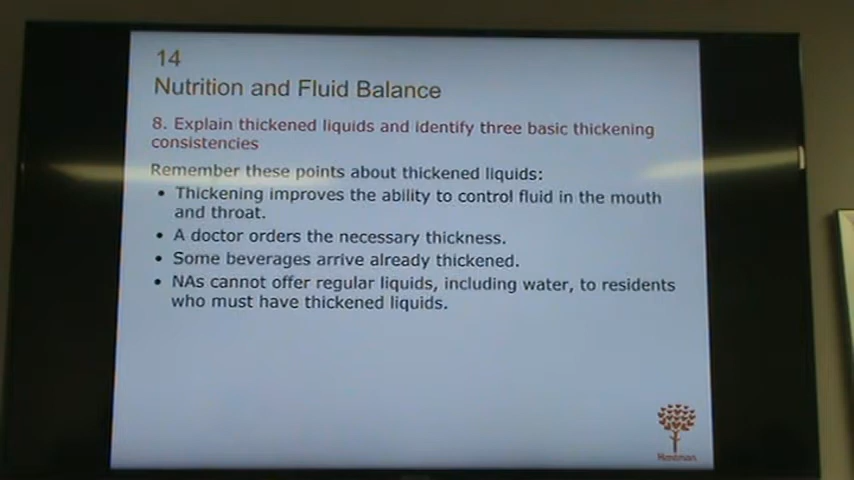 14
Nutrition and Fluid Balance
8. Explain thickened liquids and identify three basic thickening
consistencies
Remember these points about thickened liquids:
• Thickening improves the ability to control fluid in the mouth
and throat.
• A doctor orders the necessary thickness.
• Some beverages arrive already thickened.
• NAs cannot offer regular liquids, including water, to residents
who must have thickened liquids.
Hartman